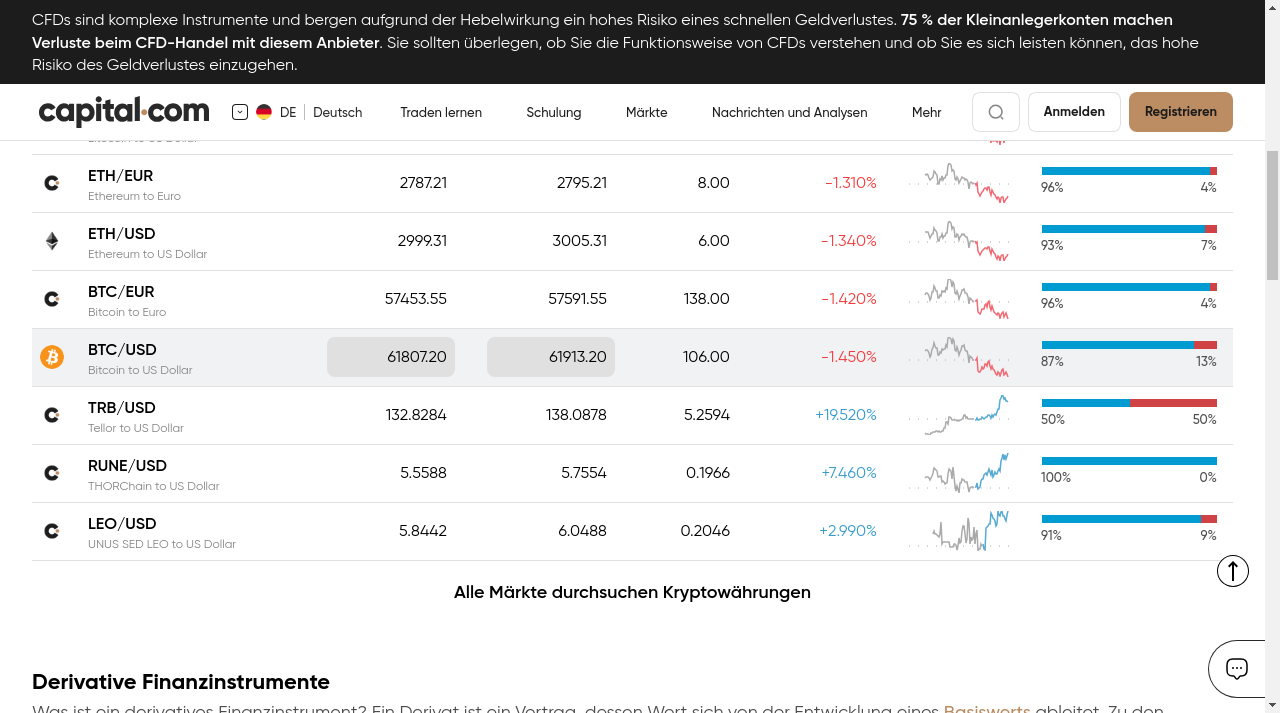 CFDs sind komplexe Instrumente und bergen aufgrund der Hebelwirkung ein hohes Risiko eines schnellen Geldverlustes. 75 % der Kleinanlegerkonten machen
Verluste beim CFD-Handel mit diesem Anbieter. Sie sollten überlegen, ob Sie die Funktionsweise von CFDs verstehen und ob Sie es sich leisten können, das hohe
Risiko des Geldverlustes einzugehen.
capital.com DE Deutsch Traden lernen Schulung Märkte Nachrichten und Analysen Mehr Anmelden Registrieren
ETH/EUR 2787.21 2795.21 8.00 -1.310% 96% 4%
Ethereum to Euro
ETH/USD 2999.31 3005.31 6.00 -1.340% 93% 7%
Ethereum to US Dollar
BTC/EUR 57453.55 57591.55 138.00 -1.420% 96% 4%
Bitcoin to Euro
BTC/USD 61807.20 61913.20 106.00 -1.450% 87% 13%
Bitcoin to US Dollar
TRB/USD 132.8284 138.0878 5.2594 +19.520% 50% 50%
Tellor to US Dollar
RUNE/USD 5.5588 5.7554 0.1966 +7.460% 100% 0%
THORChain to US Dollar
LEO/USD 5.8442 6.0488 0.2046 +2.990% 91% 9%
UNUS SED LEO to US Dollar
Alle Märkte durchsuchen Kryptowährungen
Derivative Finanzinstrumente
Was ist ein derivatives Finanzinstrument? Ein Derivat ist ein Vertrag, dessen Wert sich von der Entwicklung eines Basiswerts ableitet. Zu den